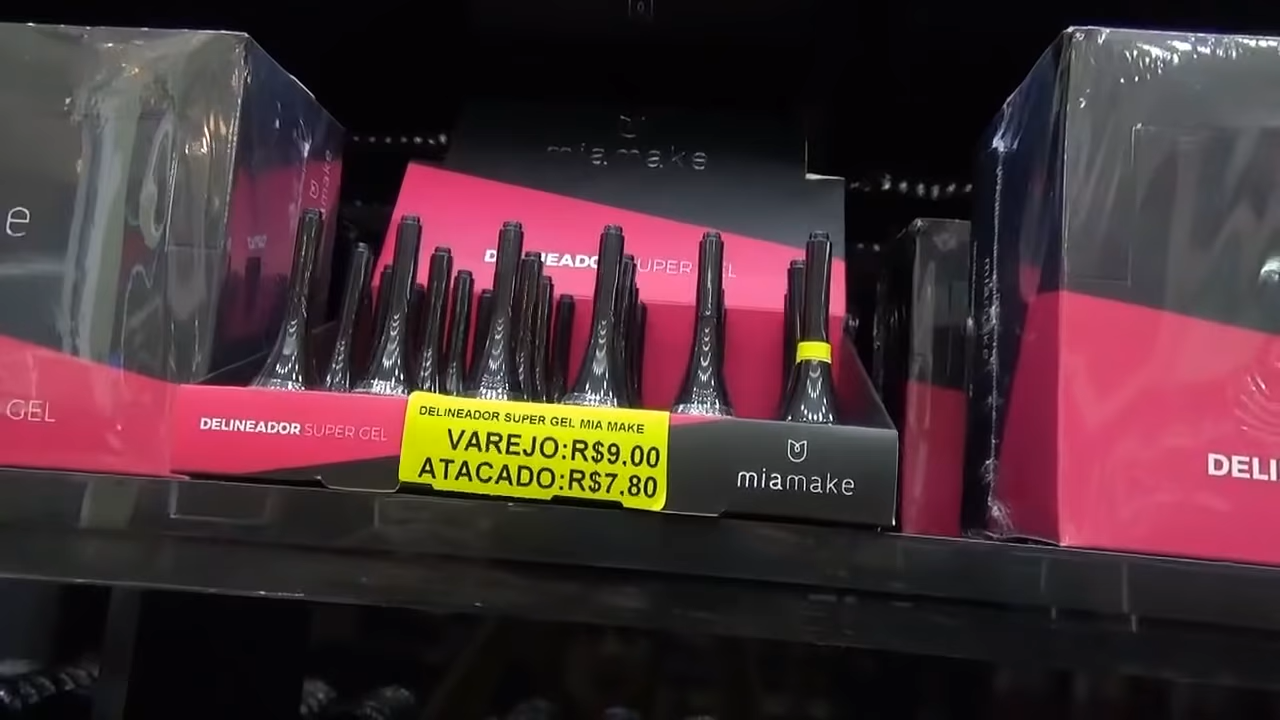 miamake
DELINEADOR SUPER GEL
e
GEL
DELINEADOR SUPER GEL
DELINEADOR SUPER GEL MIA MAKE
VAREJO:R$9,00
ATACADO:R$7,80
miamake
DELI